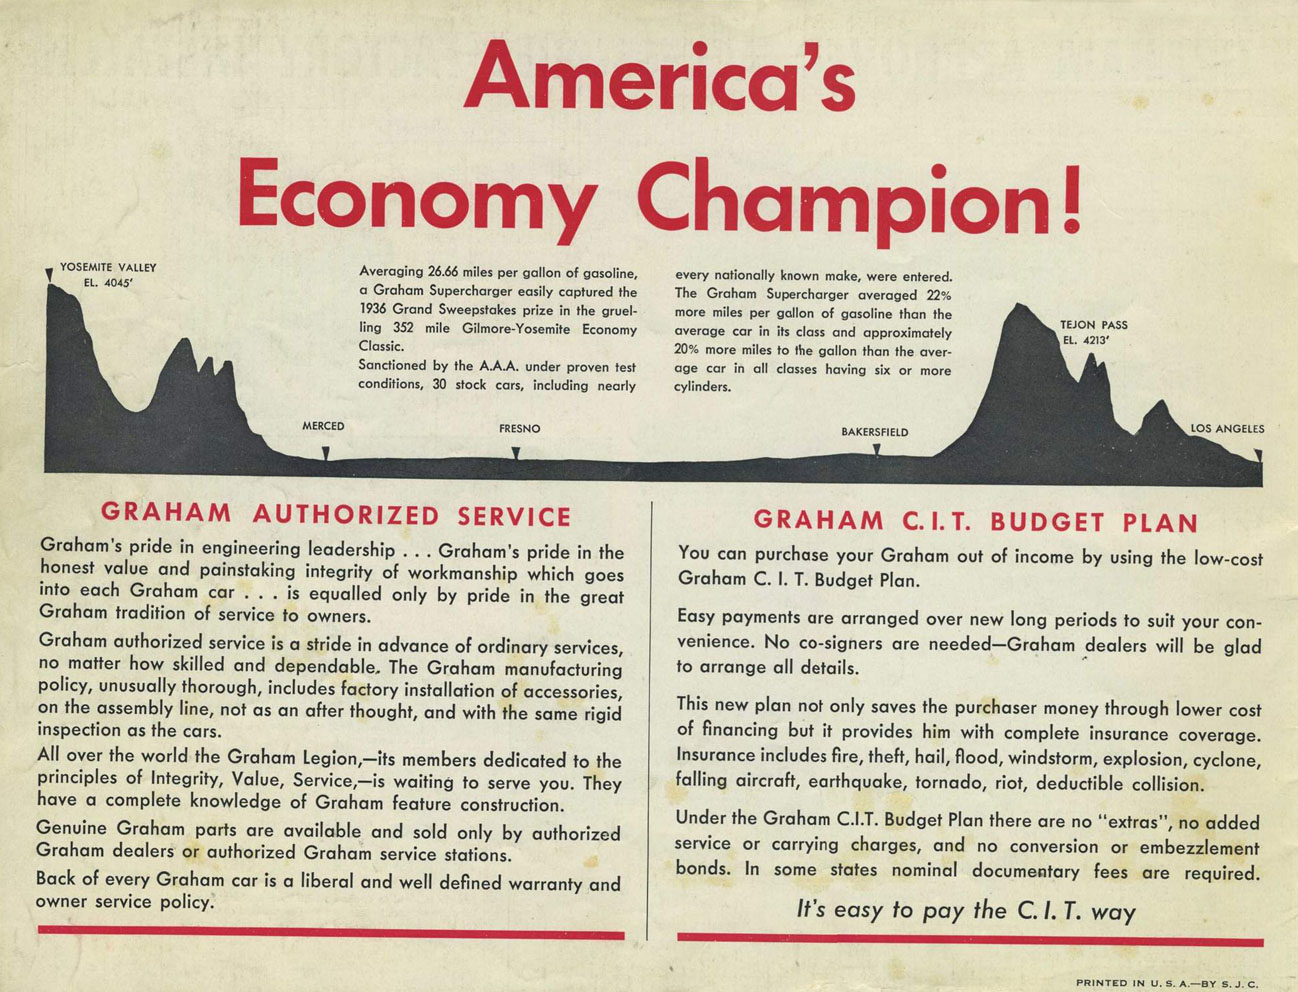 America's
Economy Champion!
YOSEMITE VALLEY
EL. 4045'
Averaging 26.66 miles per gallon of gasoline,
a Graham Supercharger easily captured the
1936 Grand Sweepstakes prize in the gruel-
ling 352 mile Gilmore-Yosemite Economy
Classic.
Sanctioned by the A.A.A. under proven test
conditions, 30 stock cars, including nearly
every nationally known make, were entered.
The Graham Supercharger averaged 22%
more miles per gallon of gasoline than the
average car in its class and approximately
20% more miles to the gallon than the aver-
age car in all classes having six or more
cylinders.
TEJON PASS
EL. 4213'
MERCED
FRESNO
BAKERSFIELD
LOS ANGELES
GRAHAM AUTHORIZED SERVICE
Graham's pride in engineering leadership . . . Graham's pride in the
honest value and painstaking integrity of workmanship which goes
into each Graham car . . . is equalled only by pride in the great
Graham tradition of service to owners.
Graham authorized service is a stride in advance of ordinary services,
no matter how skilled and dependable. The Graham manufacturing
policy, unusually thorough, includes factory installation of accessories,
on the assembly line, not as an after thought, and with the same rigid
inspection as the cars.
All over the world the Graham Legion,—its members dedicated to the
principles of Integrity, Value, Service,—is waiting to serve you. They
have a complete knowledge of Graham feature construction.
Genuine Graham parts are available and sold only by authorized
Graham dealers or authorized Graham service stations.
Back of every Graham car is a liberal and well defined warranty and
owner service policy.
GRAHAM C. I. T. BUDGET PLAN
You can purchase your Graham out of income by using the low-cost
Graham C. I. T. Budget Plan.
Easy payments are arranged over new long periods to suit your con-
venience. No co-signers are needed—Graham dealers will be glad
to arrange all details.
This new plan not only saves the purchaser money through lower cost
of financing but it provides him with complete insurance coverage.
Insurance includes fire, theft, hail, flood, windstorm, explosion, cyclone,
falling aircraft, earthquake, tornado, riot, deductible collision.
Under the Graham C.I.T. Budget Plan there are no "extras", no added
service or carrying charges, and no conversion or embezzlement
bonds. In some states nominal documentary fees are required.
It's easy to pay the C. I. T. way
PRINTED IN U. S. A.—BY S. J. C.